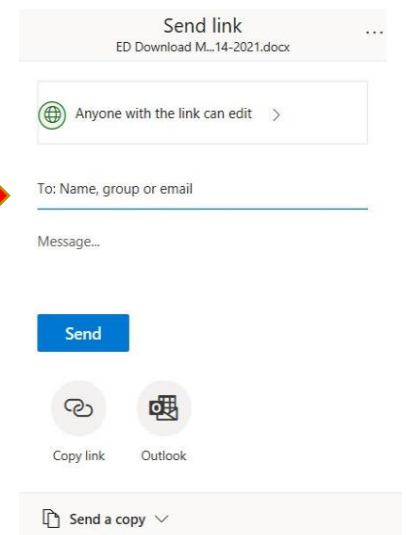 Send link
...
ED Download M...14-2021.docx
Anyone with the link can edit >
To: Name, group or email
Message...
Send
Copy link Outlook
Send a copy